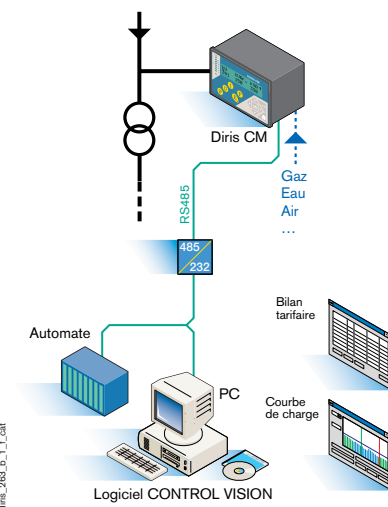 Diris CM
Gaz
Eau
Air
...
RS485
485
232
Bilan
tarifaire
Automate
PC
Courbe
de charge
Logiciel CONTROL VISION